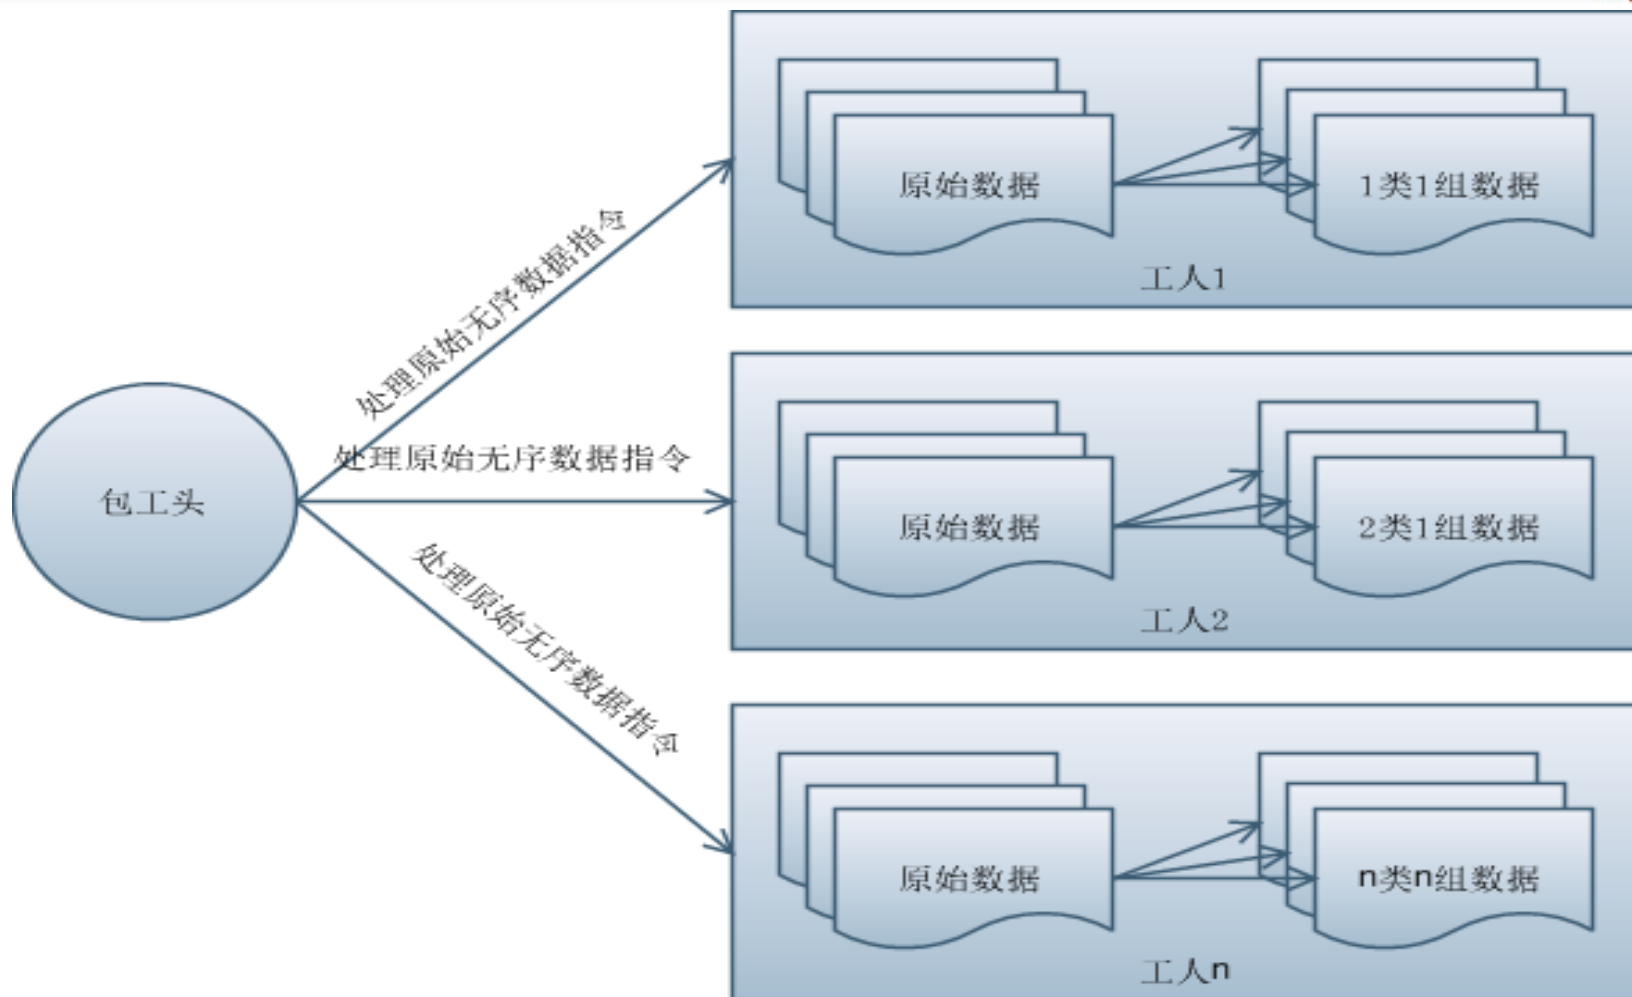 原始数据
1类1组数据
工人1
处理原始无序数据指令
处理原始无序数据指令
包工头
原始数据
2类1组数据
工人2
处理原始无序数据指令
原始数据
n类n组数据
工人n